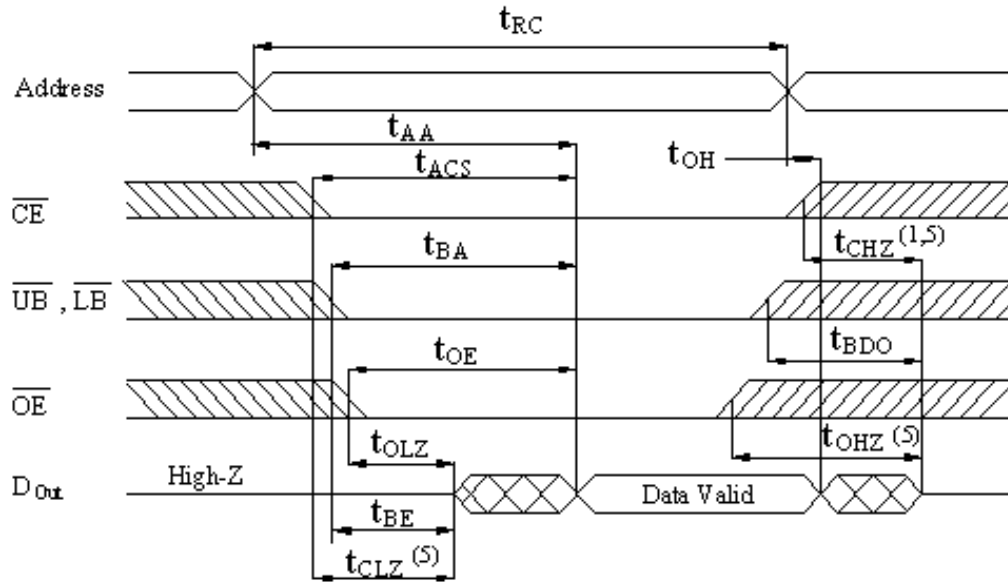 tRC
Address
tAA
tOH
tACS
CE
tCHZ (1,5)
tBA
UB , LB
tBDO
tOE
OE
tOHZ (5)
tOLZ
High-Z
DOut
Data Valid
tBE
tCLZ (5)